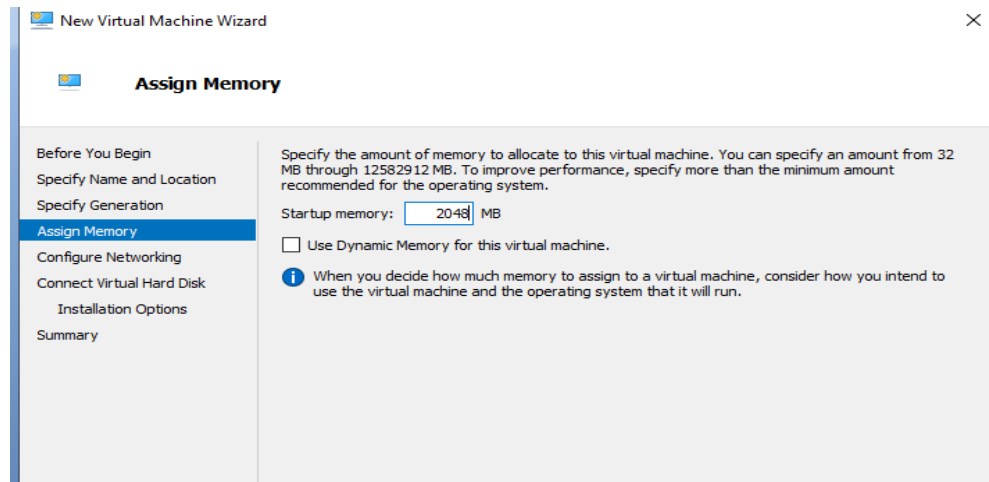 New Virtual Machine Wizard
Assign Memory
Before You Begin
Specify Name and Location
Specify Generation
Assign Memory
Configure Networking
Connect Virtual Hard Disk
Installation Options
Summary
Specify the amount of memory to allocate to this virtual machine. You can specify an amount from 32
MB through 12582912 MB. To improve performance, specify more than the minimum amount
recommended for the operating system.
Startup memory: 2048 MB
Use Dynamic Memory for this virtual machine.
When you decide how much memory to assign to a virtual machine, consider how you intend to
use the virtual machine and the operating system that it will run.